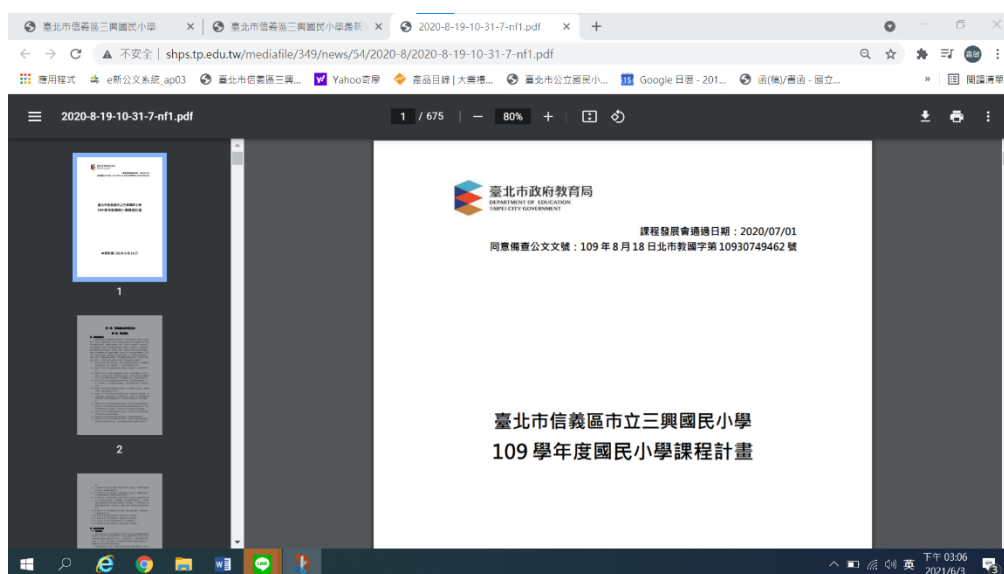 臺北市信義區三興國民小學
臺北市信義區三興國民小學最新
2020-8-19-10-31-7-nf1.pdf
不安全 | shps.tp.edu.tw/mediafile/349/news/54/2020-8/2020-8-19-10-31-7-nf1.pdf
應用程式
e新公文系統_ap03
臺北市信義區三興...
Yahoo奇摩
產品目錄 | 大樂禮...
臺北市公立國民小...
Google 日曆 - 201...
函(稿)/書函 - 國立...
»
閱讀清單
2020-8-19-10-31-7-nf1.pdf
1 / 675
80%
臺北市政府教育局
DEPARTMENT OF EDUCATION
TAIPEI CITY GOVERNMENT
課程發展會通過日期：2020/07/01
同意備查公文文號：109 年 8 月 18 日北市教國字第 10930749462 號
臺北市信義區市立三興國民小學
109 學年度國民小學課程計畫
1
2
英
下午 03:06
2021/6/3
3